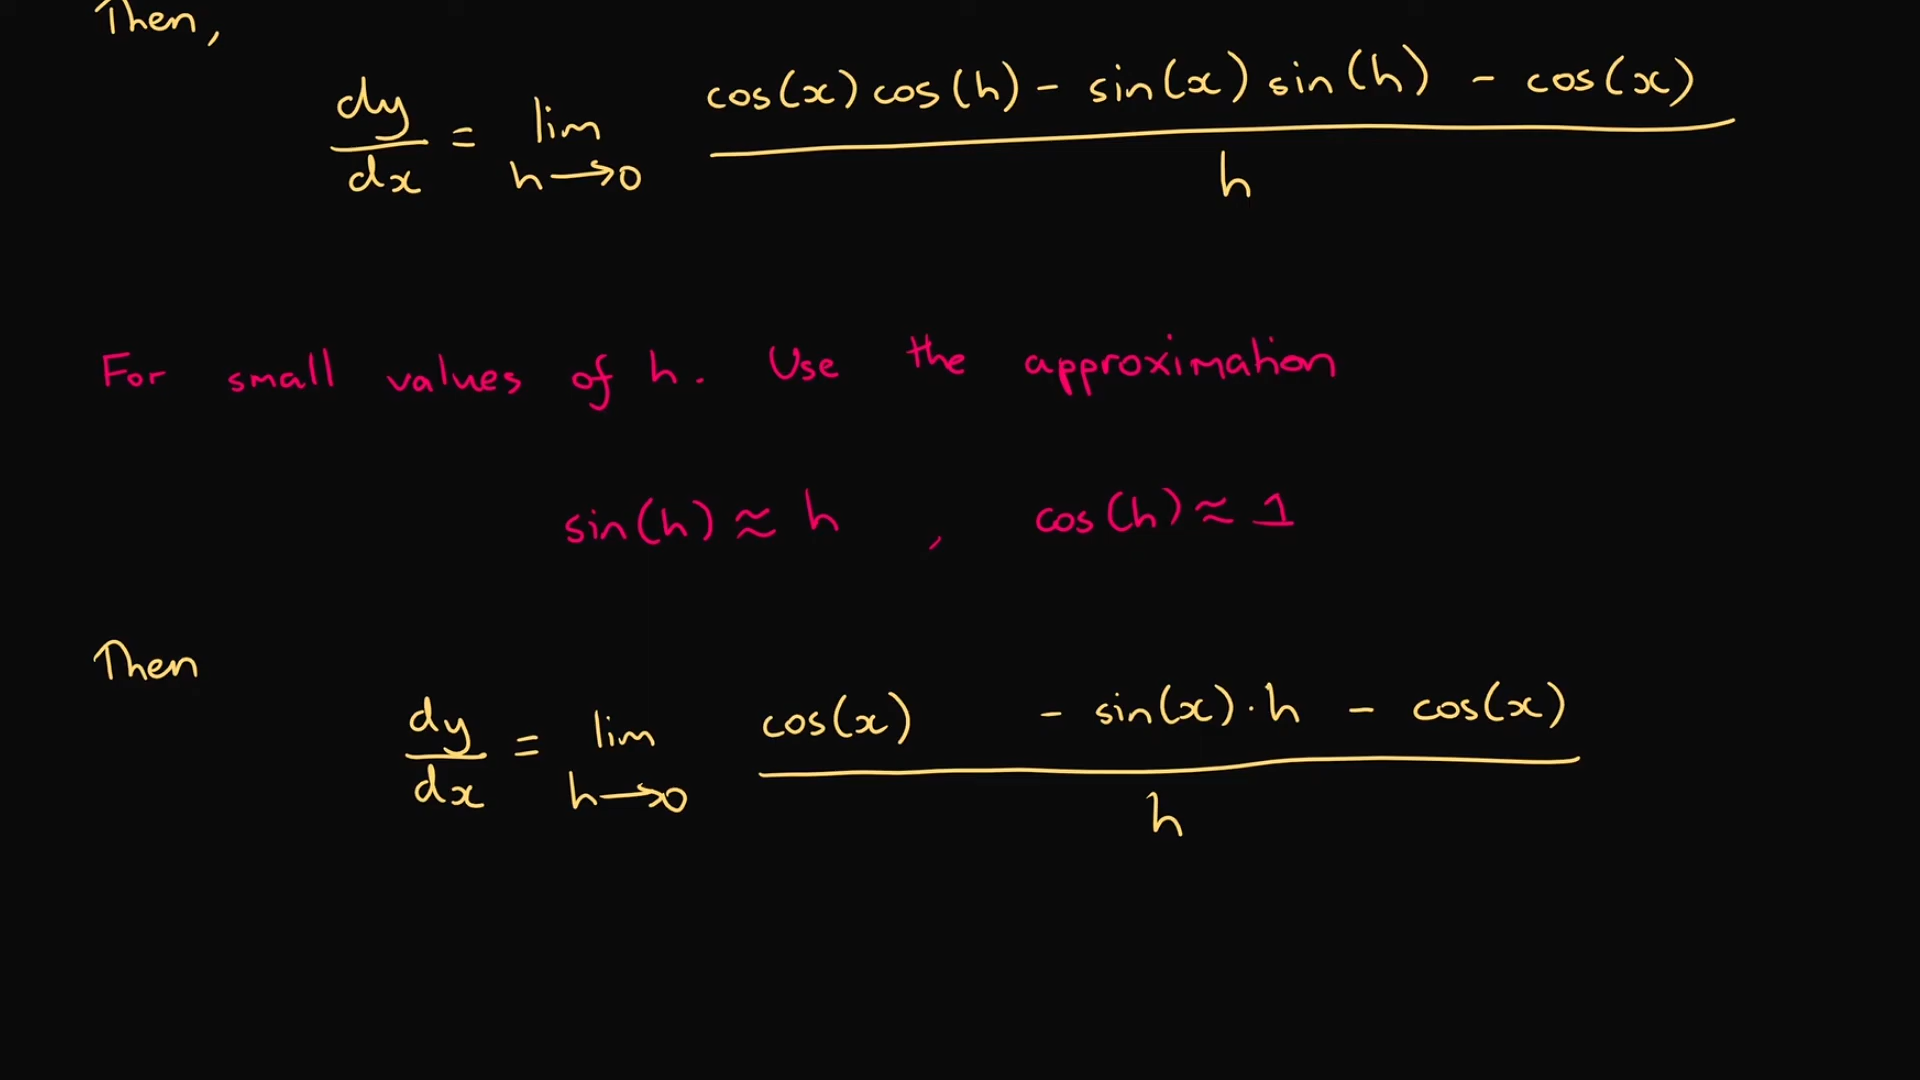 Then,
dy/dx = lim h→0 (cos(x)cos(h) - sin(x) sin(h) - cos(x))/h
For small values of h. Use the approximation
sin(h) ≈ h , cos(h) ≈ 1
Then
dy/dx = lim h→0 (cos(x) - sin(x)·h - cos(x))/h